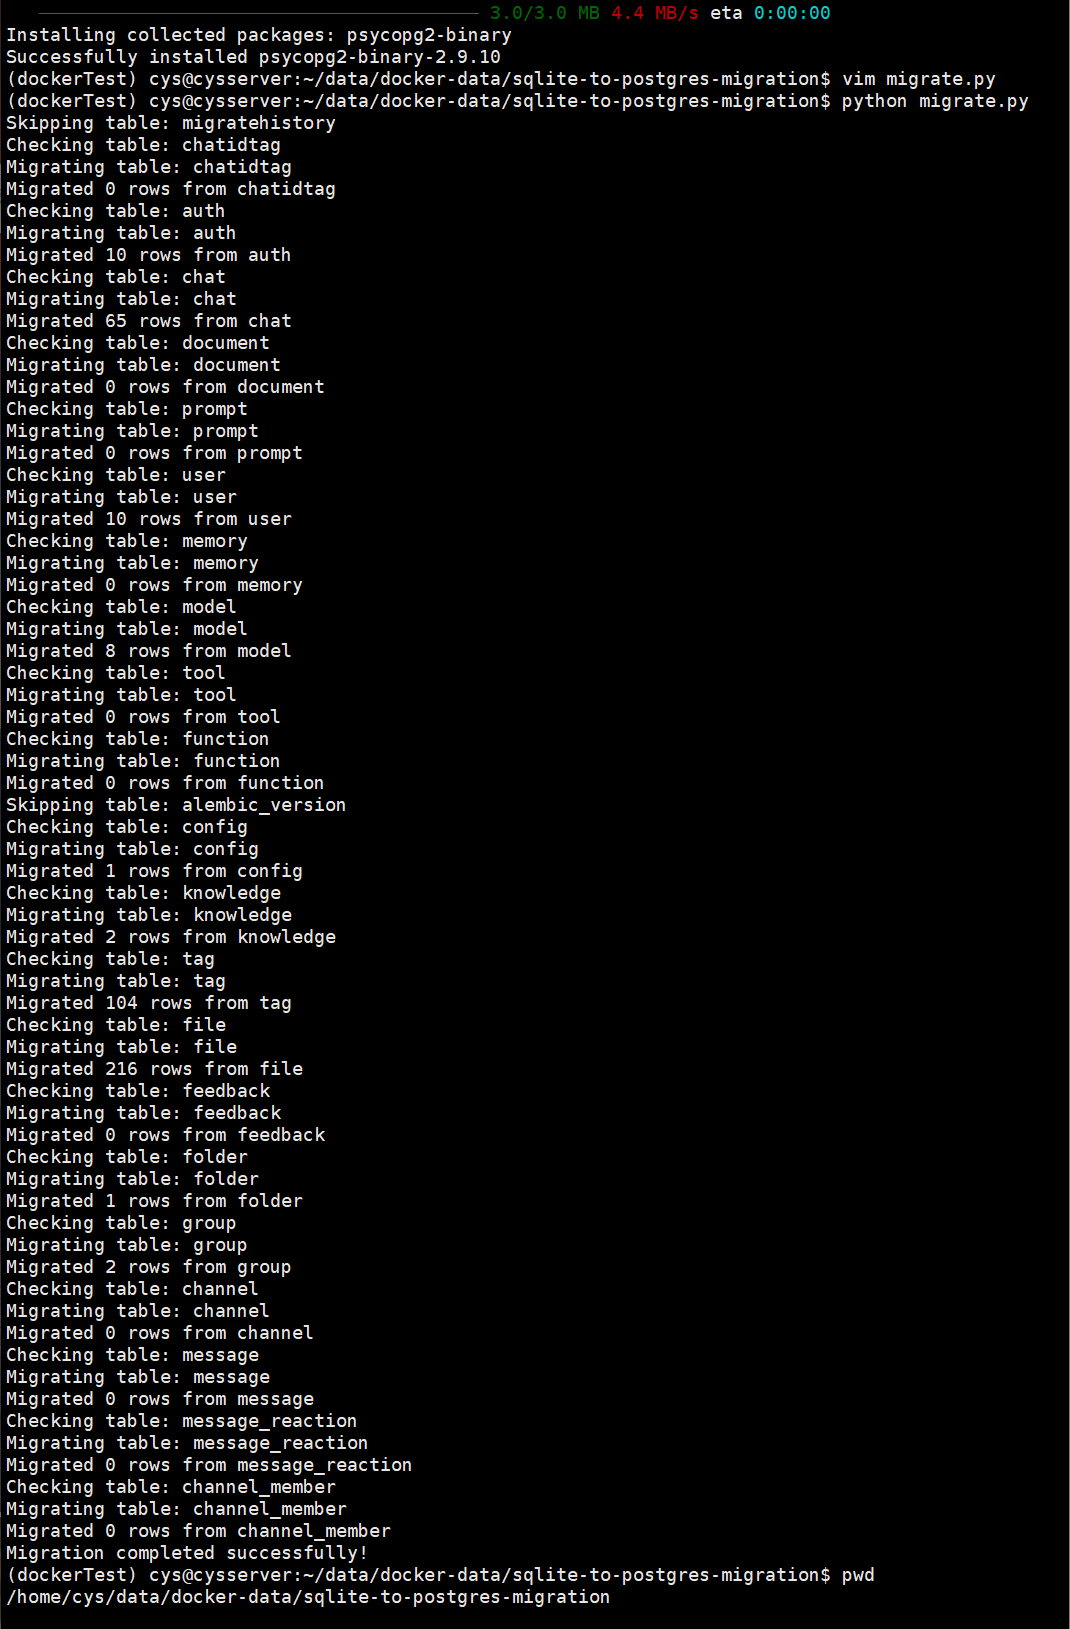 3.0/3.0 MB 4.4 MB/s eta 0:00:00
Installing collected packages: psycopg2-binary
Successfully installed psycopg2-binary-2.9.10
(dockerTest) cys@cysserver:~/data/docker-data/sqlite-to-postgres-migration$ vim migrate.py
(dockerTest) cys@cysserver:~/data/docker-data/sqlite-to-postgres-migration$ python migrate.py
Skipping table: migratehistory
Checking table: chatidtag
Migrating table: chatidtag
Migrated 0 rows from chatidtag
Checking table: auth
Migrating table: auth
Migrated 10 rows from auth
Checking table: chat
Migrating table: chat
Migrated 65 rows from chat
Checking table: document
Migrating table: document
Migrated 0 rows from document
Checking table: prompt
Migrating table: prompt
Migrated 0 rows from prompt
Checking table: user
Migrating table: user
Migrated 10 rows from user
Checking table: memory
Migrating table: memory
Migrated 0 rows from memory
Checking table: model
Migrating table: model
Migrated 8 rows from model
Checking table: tool
Migrating table: tool
Migrated 0 rows from tool
Checking table: function
Migrating table: function
Migrated 0 rows from function
Skipping table: alembic_version
Checking table: config
Migrating table: config
Migrated 1 rows from config
Checking table: knowledge
Migrating table: knowledge
Migrated 2 rows from knowledge
Checking table: tag
Migrating table: tag
Migrated 104 rows from tag
Checking table: file
Migrating table: file
Migrated 216 rows from file
Checking table: feedback
Migrating table: feedback
Migrated 0 rows from feedback
Checking table: folder
Migrating table: folder
Migrated 1 rows from folder
Checking table: group
Migrating table: group
Migrated 2 rows from group
Checking table: channel
Migrating table: channel
Migrated 0 rows from channel
Checking table: message
Migrating table: message
Migrated 0 rows from message
Checking table: message_reaction
Migrating table: message_reaction
Migrated 0 rows from message_reaction
Checking table: channel_member
Migrating table: channel_member
Migrated 0 rows from channel_member
Migration completed successfully!
(dockerTest) cys@cysserver:~/data/docker-data/sqlite-to-postgres-migration$ pwd
/home/cys/data/docker-data/sqlite-to-postgres-migration